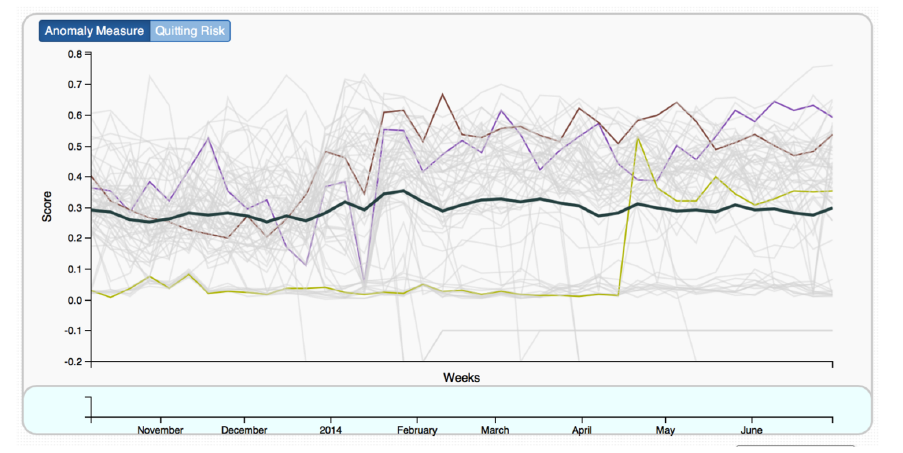 Anomaly Measure Quitting Risk
0.8
0.7
0.6
0.5
0.4
0.3
0.2
0.1
0.0
-0.1
-0.2
Score
Weeks
November December 2014 February March April May June